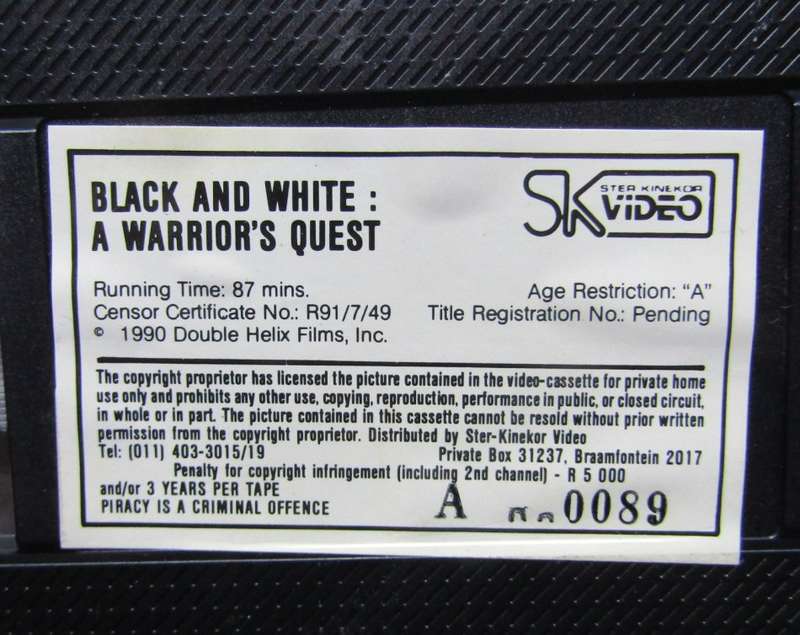 BLACK AND WHITE :
A WARRIOR'S QUEST
SK STER KINEKOR
VIDEO
Running Time: 87 mins.
Age Restriction: “A”
Censor Certificate No.: R91/7/49
Title Registration No.: Pending
© 1990 Double Helix Films, Inc.
The copyright proprietor has licensed the picture contained in the video-cassette for private home
use only and prohibits any other use, copying, reproduction, performance in public, or closed circuit,
in whole or in part. The picture contained in this cassette cannot be resold without prior written
permission from the copyright proprietor. Distributed by Ster-Kinekor Video
Tel: (011) 403-3015/19 Private Box 31237, Braamfontein 2017
Penalty for copyright infringement (including 2nd channel) - R 5 000
and/or 3 YEARS PER TAPE
PIRACY IS A CRIMINAL OFFENCE
A 0089